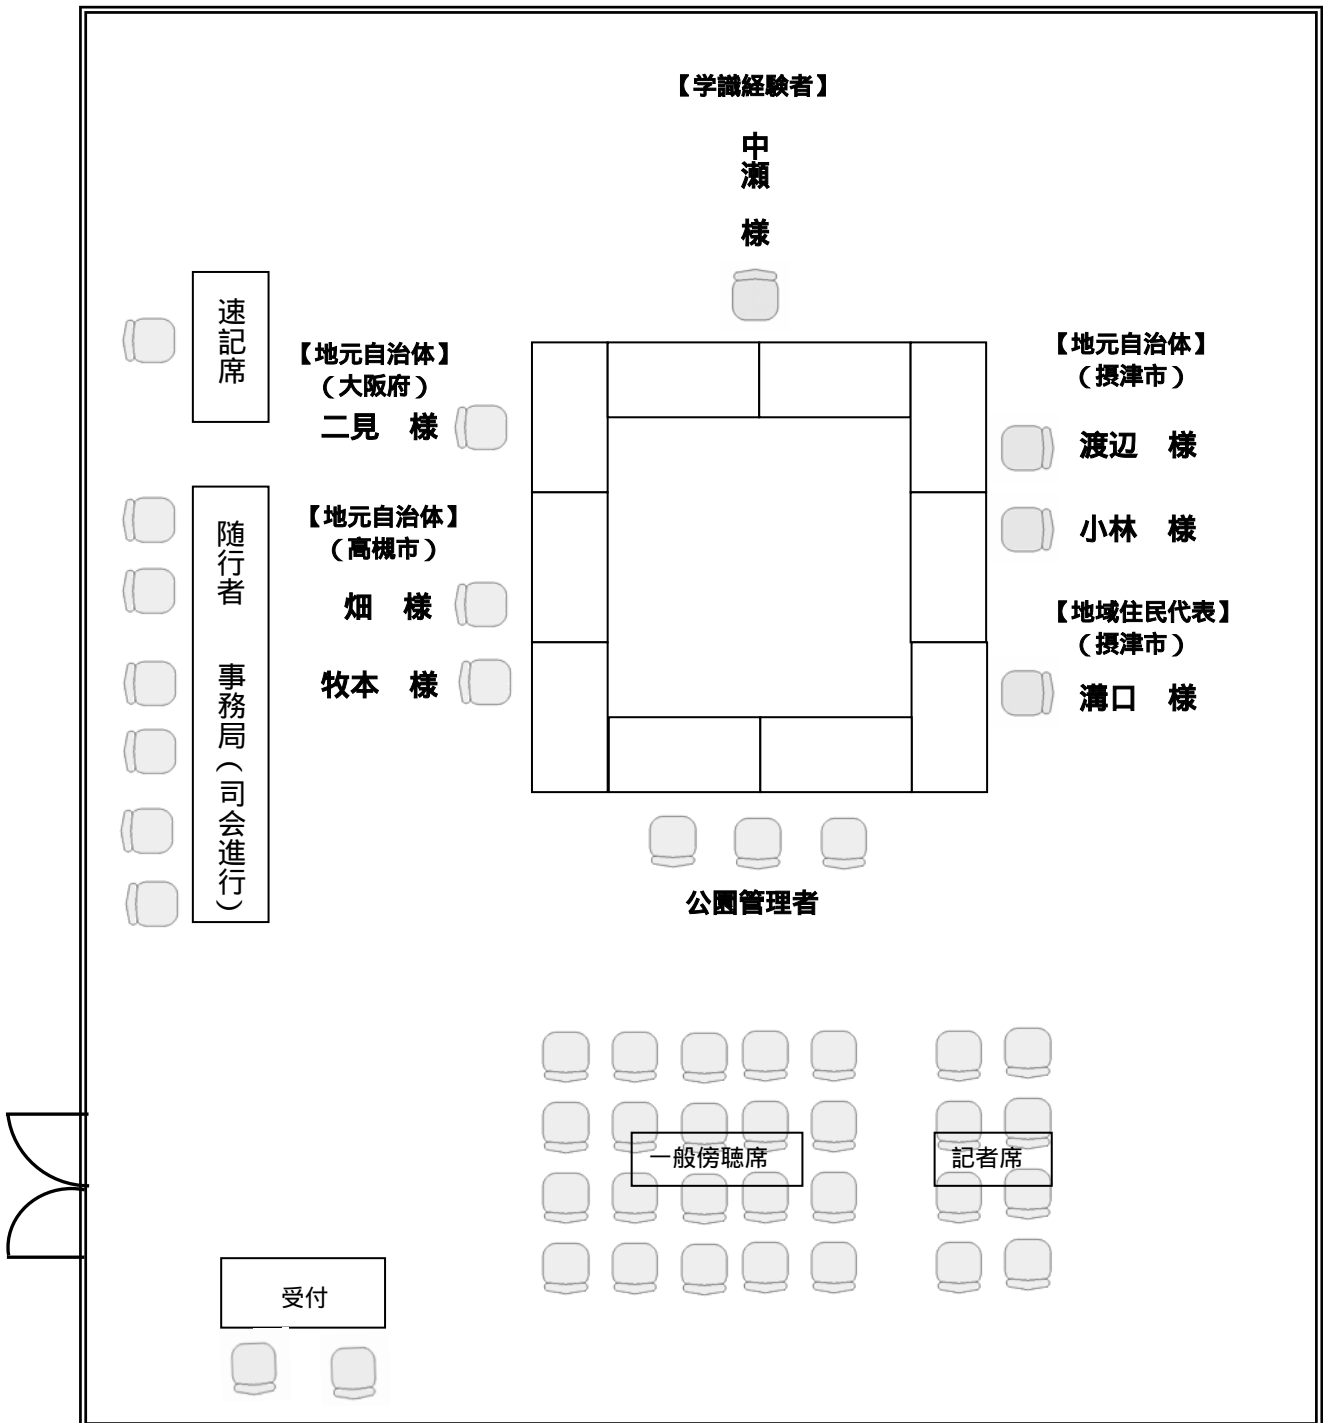 【学識経験者】
中瀬　様
速記席
【地元自治体】
（大阪府）
二見　様
【地元自治体】
（摂津市）
渡辺　様
小林　様
随行者　事務局（司会進行）
【地元自治体】
（高槻市）
畑　様
牧本　様
【地域住民代表】
（摂津市）
溝口　様
公園管理者
一般傍聴席
記者席
受付